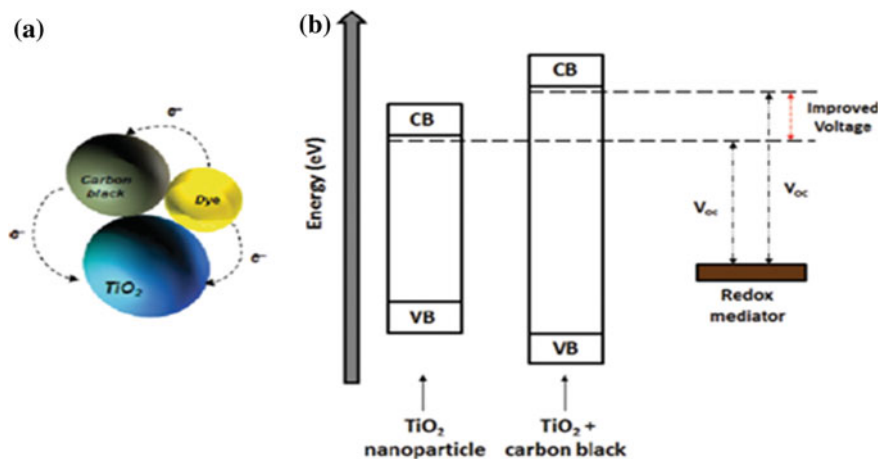 (a)
e-
Carbon
black
Dye
e-
e-
TiO₂
(b)
Energy (eV)
CB
VB
CB
VB
Improved
Voltage
Voc
Voc
Redox
mediator
TiO₂
nanoparticle
TiO₂ +
carbon black